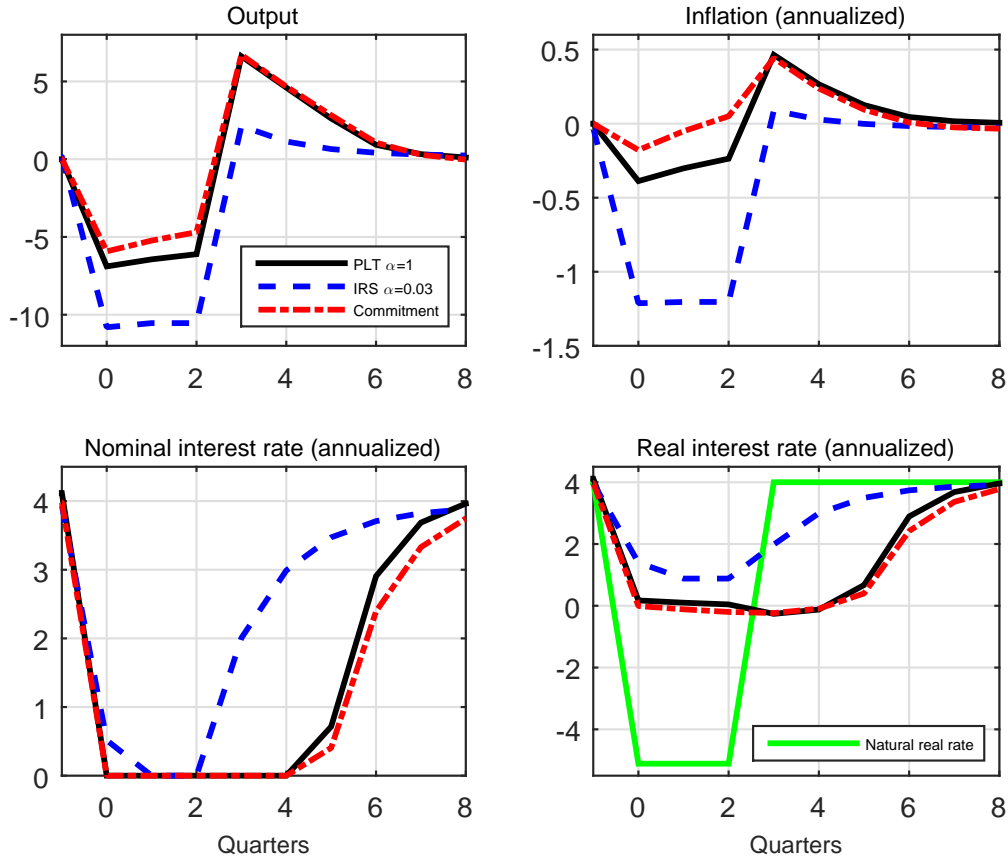 Output
5
0
-5
-10
0 2 4 6 8
PLT α=1
IRS α=0.03
Commitment
Inflation (annualized)
0.5
0
-0.5
-1
-1.5
0 2 4 6 8
Nominal interest rate (annualized)
4
3
2
1
0
0 2 4 6 8
Quarters
Real interest rate (annualized)
4
2
0
-2
-4
0 2 4 6 8
Natural real rate
Quarters